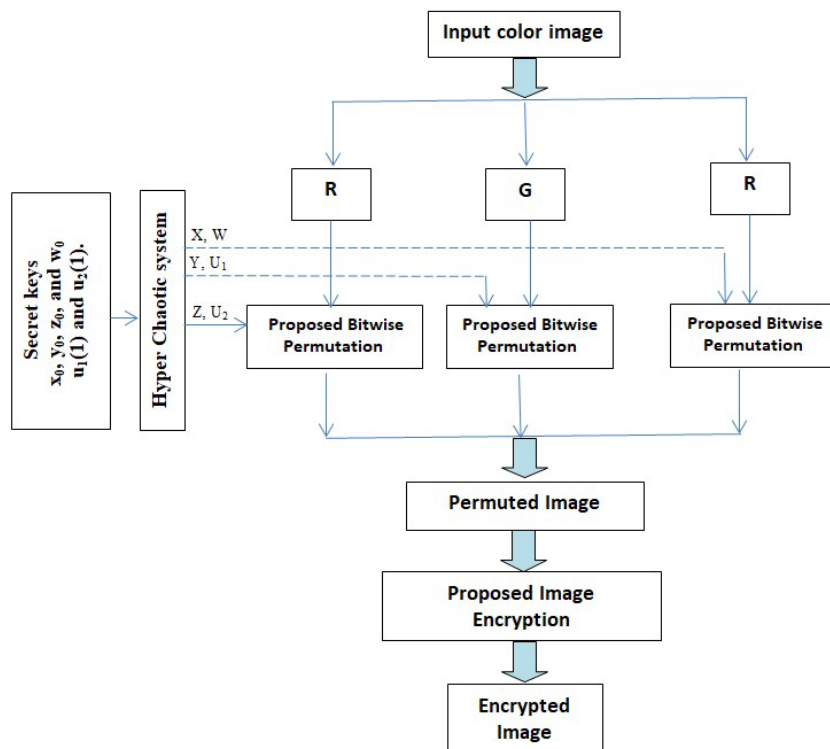 Input color image
R
G
R
Secret keys
x₀, y₀, z₀, and w₀
u₁(1) and u₂(1).
Hyper Chaotic system
X, W
Y, U₁
Z, U₂
Proposed Bitwise
Permutation
Proposed Bitwise
Permutation
Proposed Bitwise
Permutation
Permuted Image
Proposed Image
Encryption
Encrypted
Image